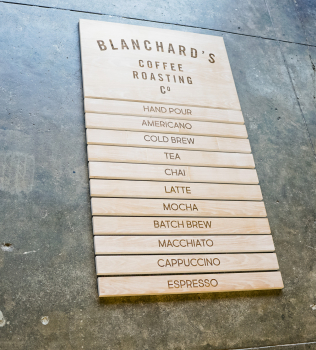 BLANCHARD'S
COFFEE
ROASTING
Co
HAND POUR
AMERICANO
COLD BREW
TEA
CHAI
LATTE
MOCHA
BATCH BREW
MACCHIATO
CAPPUCCINO
ESPRESSO